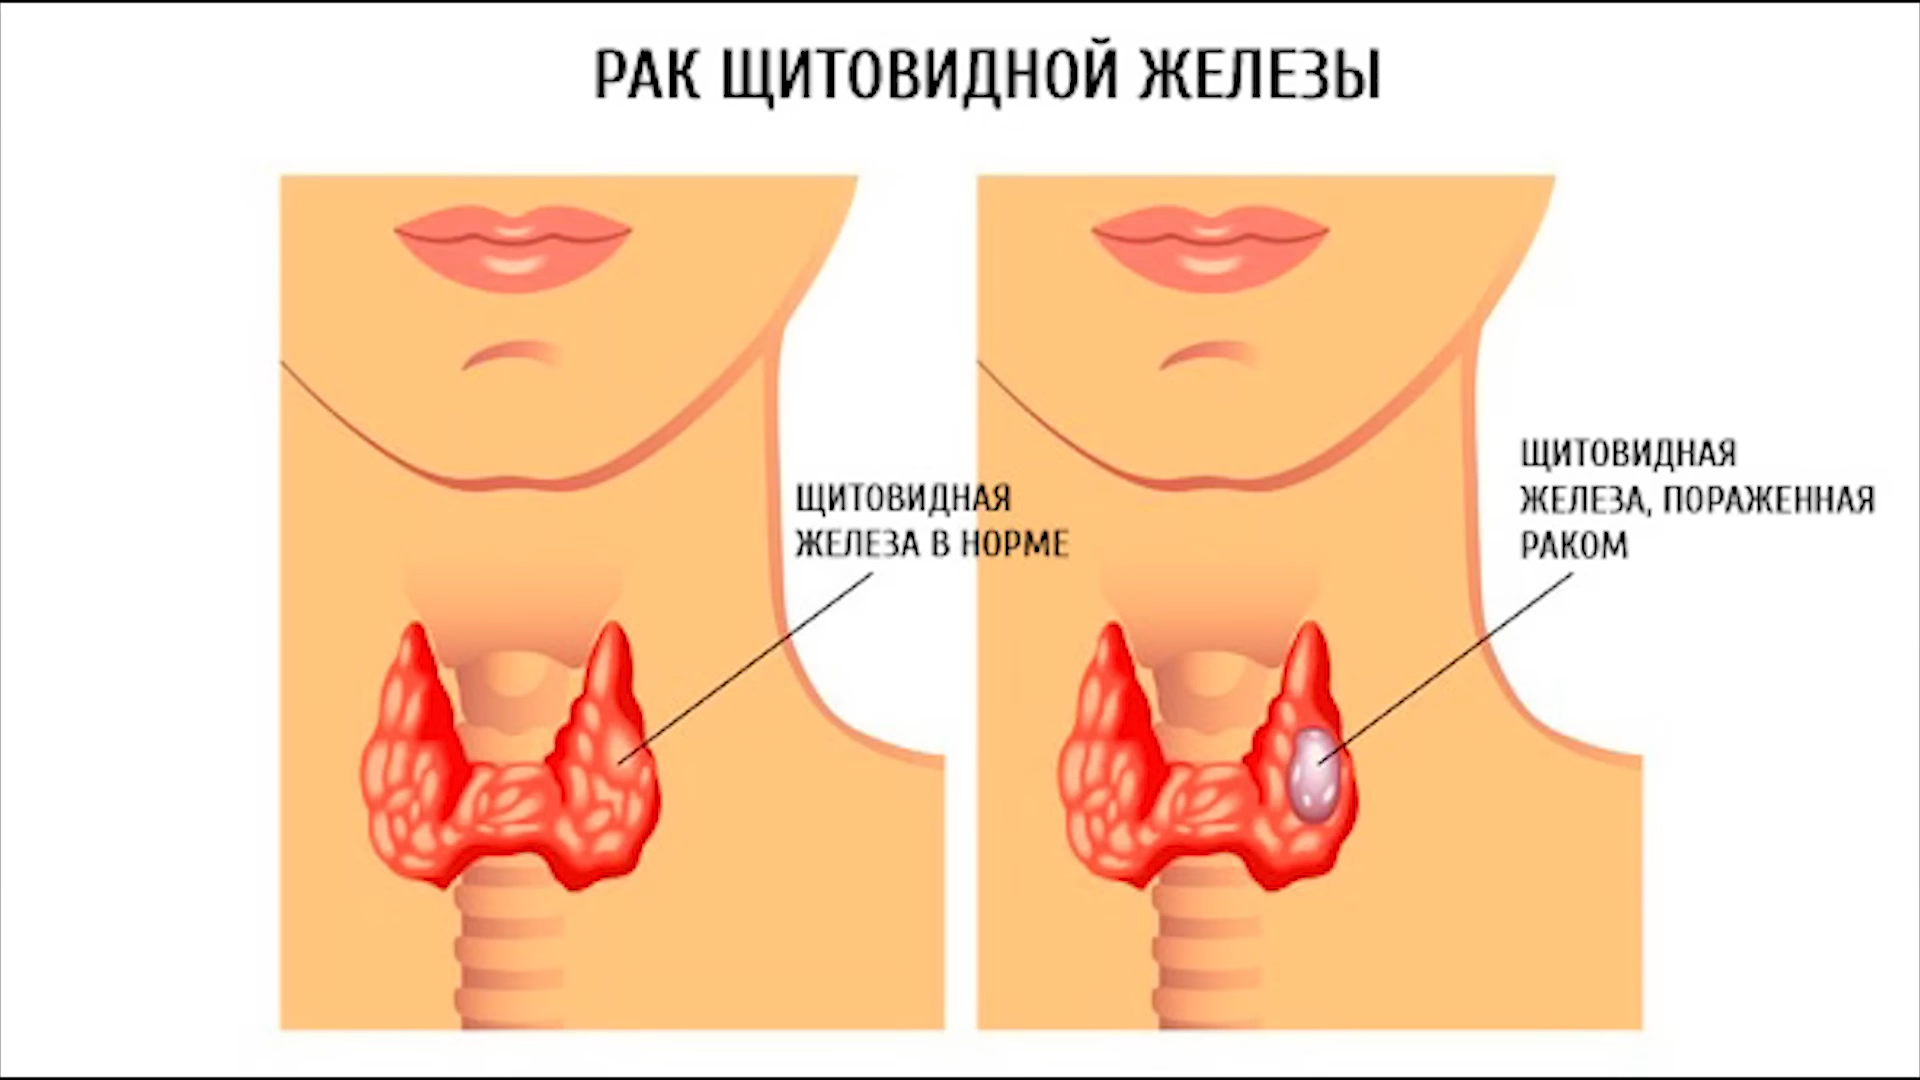 РАК ЩИТОВИДНОЙ ЖЕЛЕЗЫ
ЩИТОВИДНАЯ
ЖЕЛЕЗА В НОРМЕ
ЩИТОВИДНАЯ
ЖЕЛЕЗА, ПОРАЖЕННАЯ
РАКОМ